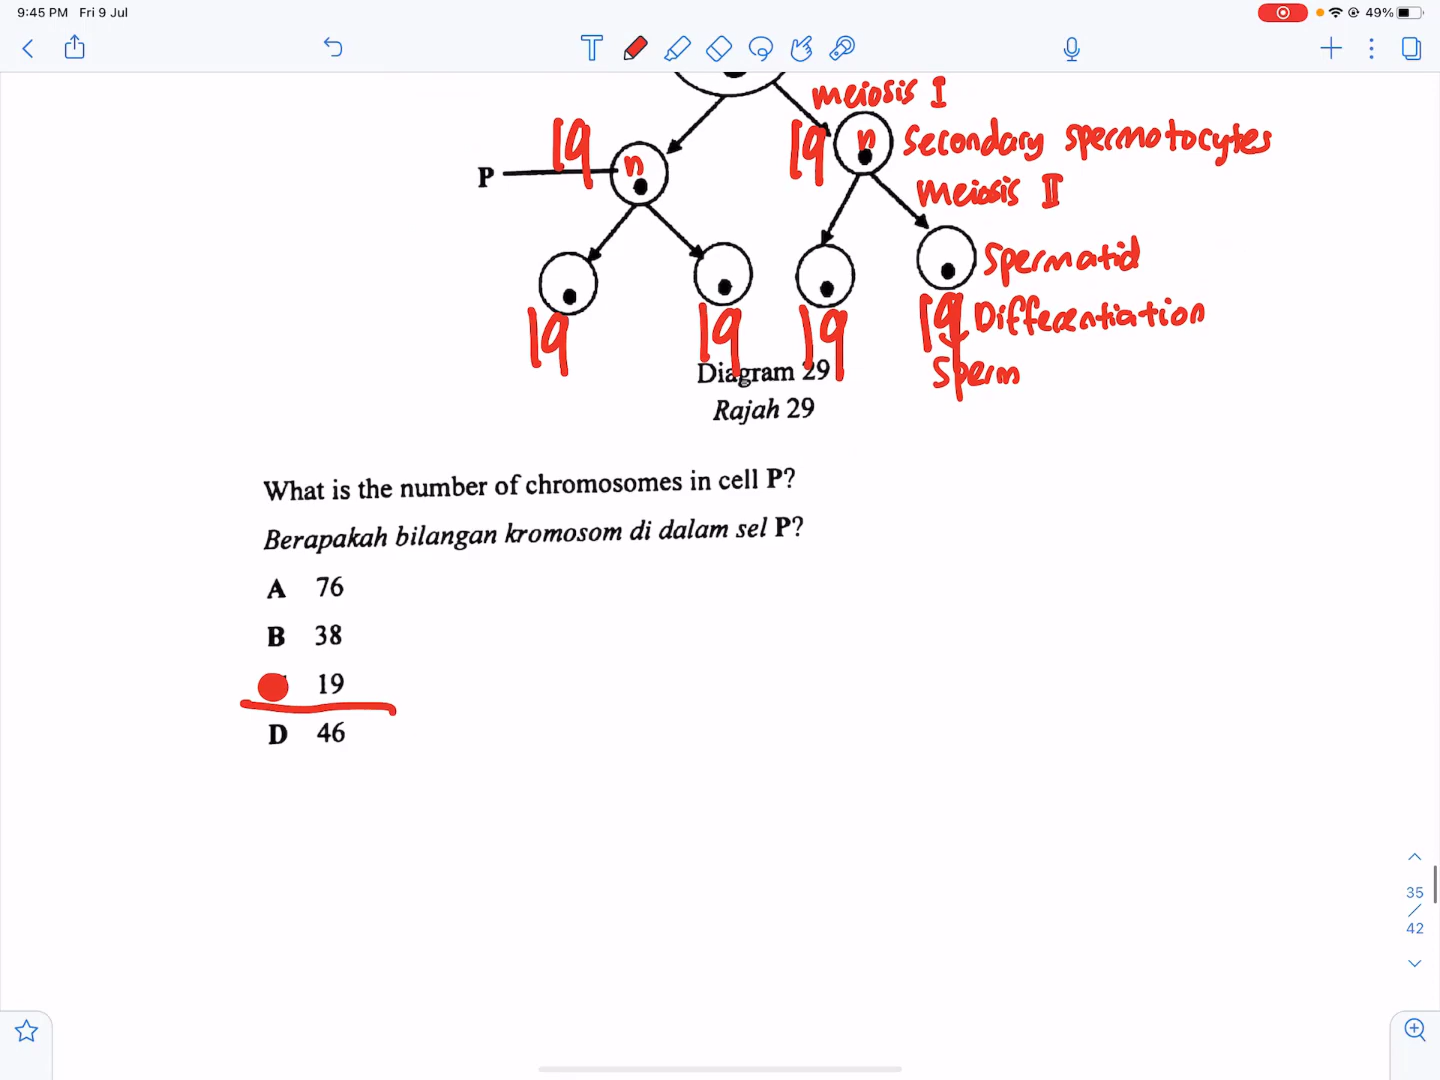 9:45 PM Fri 9 Jul
49%
meiosis I
19 n 19 n Secondary spermotocytes
P
meiosis II
Spermatid
19 19 19 19 Differentiation
Sperm
Diagram 29
Rajah 29
What is the number of chromosomes in cell P?
Berapakah bilangan kromosom di dalam sel P?
A 76
B 38
19
D 46
35
/
42